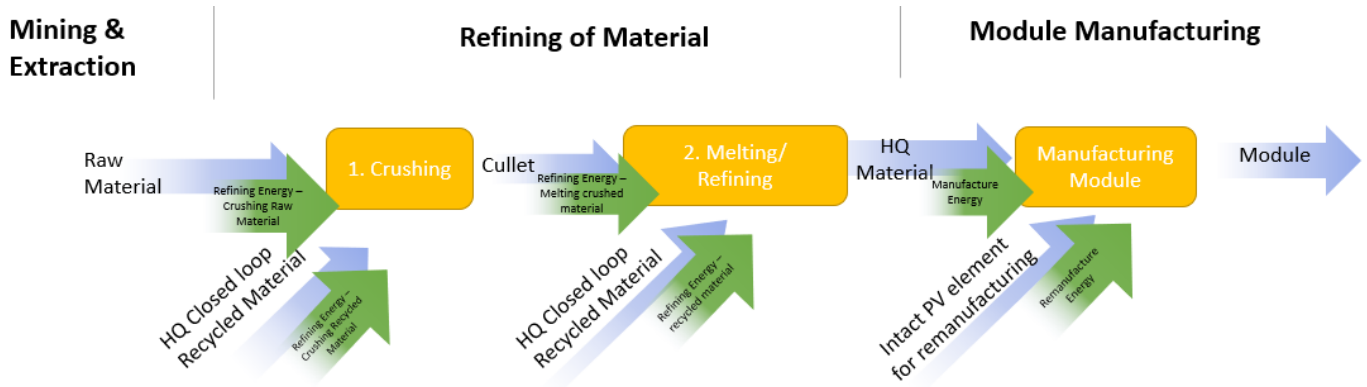 Mining &
Extraction
Refining of Material
Module Manufacturing
Raw
Material
Refining Energy –
Crushing Raw
Material
1. Crushing
HQ Closed loop
Recycled Material
Refining Energy –
Crushing Recycled
Material
Cullet
Refining Energy –
Melting crushed
material
2. Melting/
Refining
HQ Closed loop
Recycled Material
Refining Energy –
recycled material
HQ
Material
Manufacture
Energy
Manufacturing
Module
Intact PV element
for remanufacturing
Remanufacture
Energy
Module